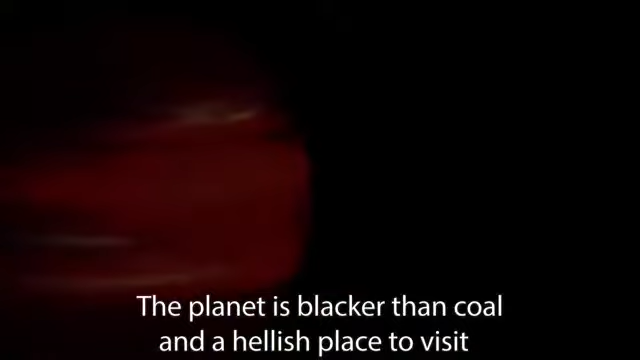 The planet is blacker than coal
and a hellish place to visit